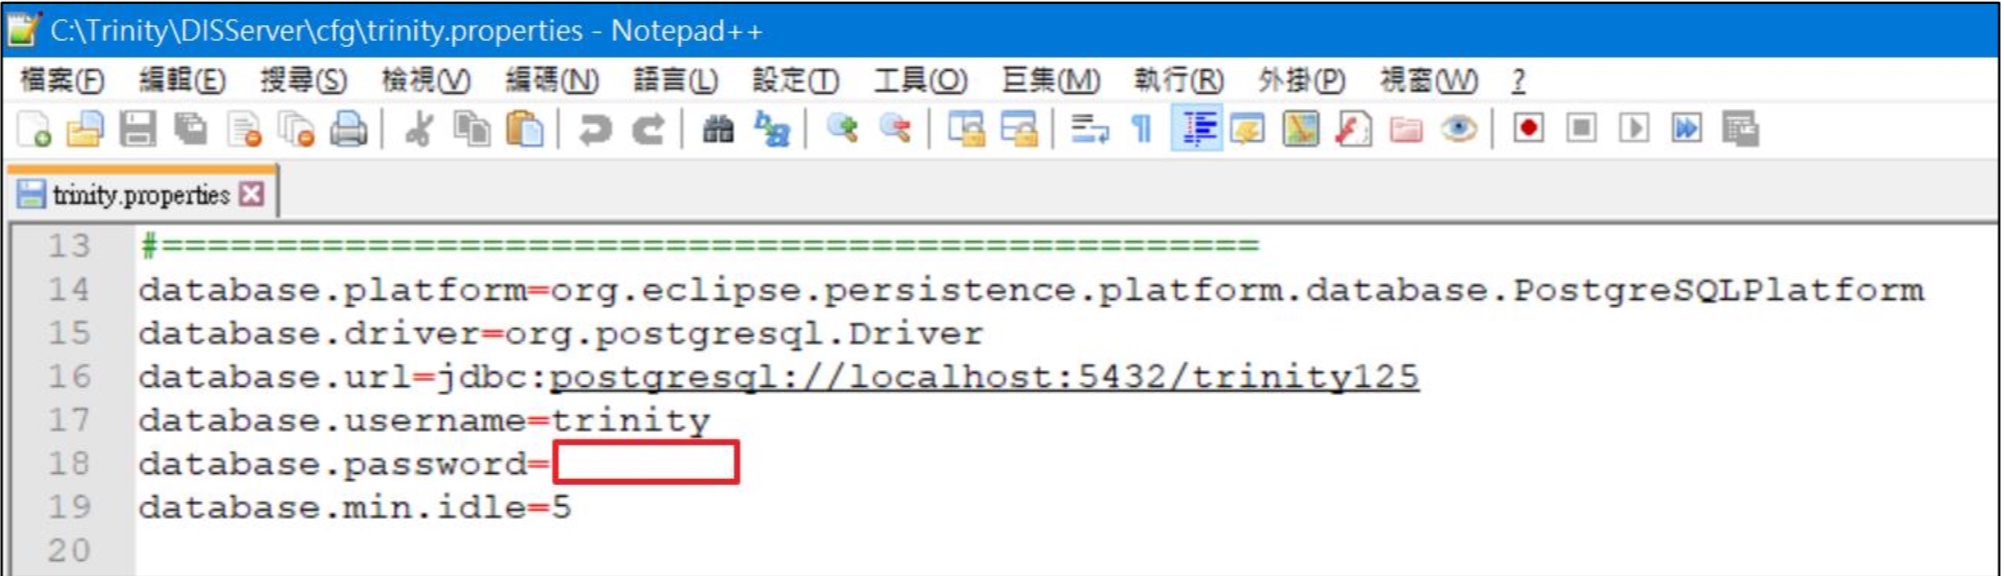 C:\Trinity\DISServer\cfg\trinity.properties - Notepad++
檔案(F) 編輯(E) 搜尋(S) 檢視(V) 編碼(N) 語言(L) 設定(T) 工具(O) 巨集(M) 執行(R) 外掛(P) 視窗(W) ?
trinity.properties
13 #================================================
14 database.platform=org.eclipse.persistence.platform.database.PostgreSQLPlatform
15 database.driver=org.postgresql.Driver
16 database.url=jdbc:postgresql://localhost:5432/trinity125
17 database.username=trinity
18 database.password=
19 database.min.idle=5
20